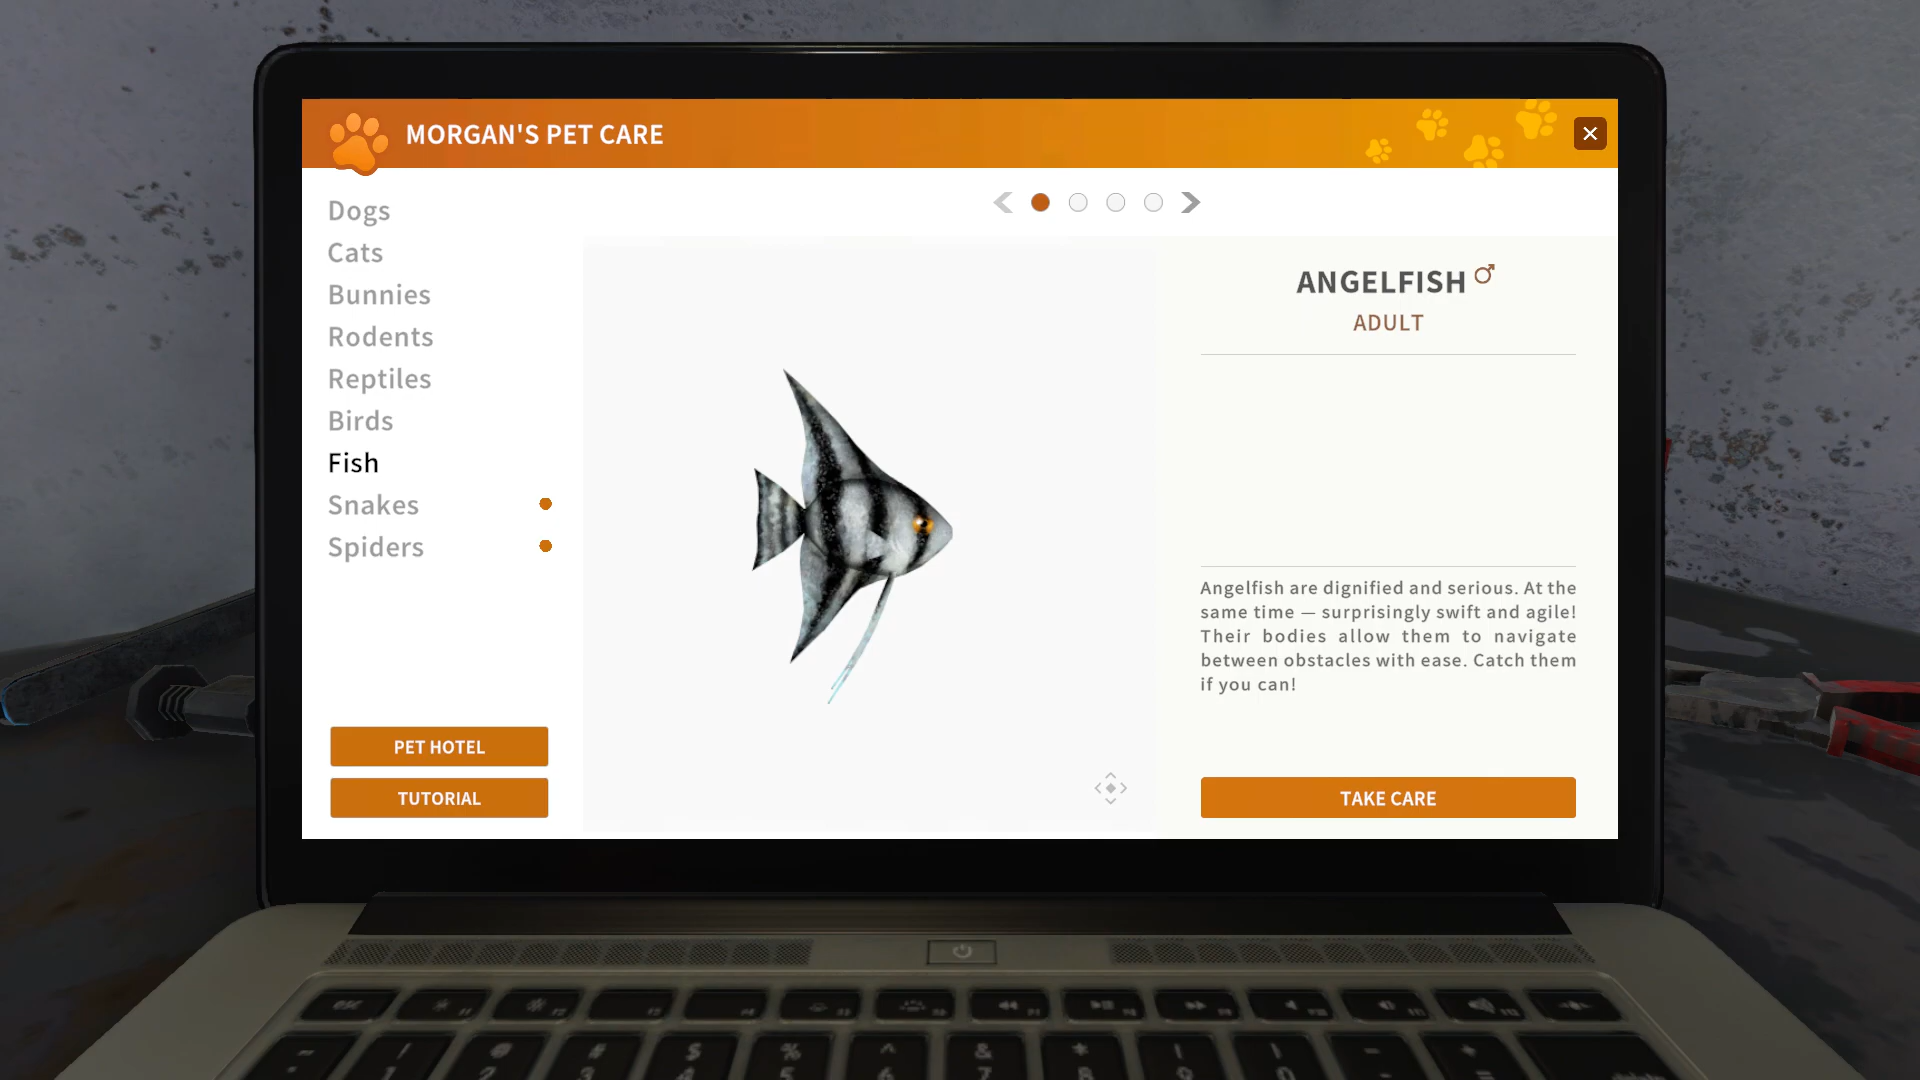 MORGAN'S PET CARE
Dogs
Cats
Bunnies
Rodents
Reptiles
Birds
Fish
Snakes
Spiders
PET HOTEL
TUTORIAL
ANGELFISH
ADULT
Angelfish are dignified and serious. At the
same time — surprisingly swift and agile!
Their bodies allow them to navigate
between obstacles with ease. Catch them
if you can!
TAKE CARE
esc